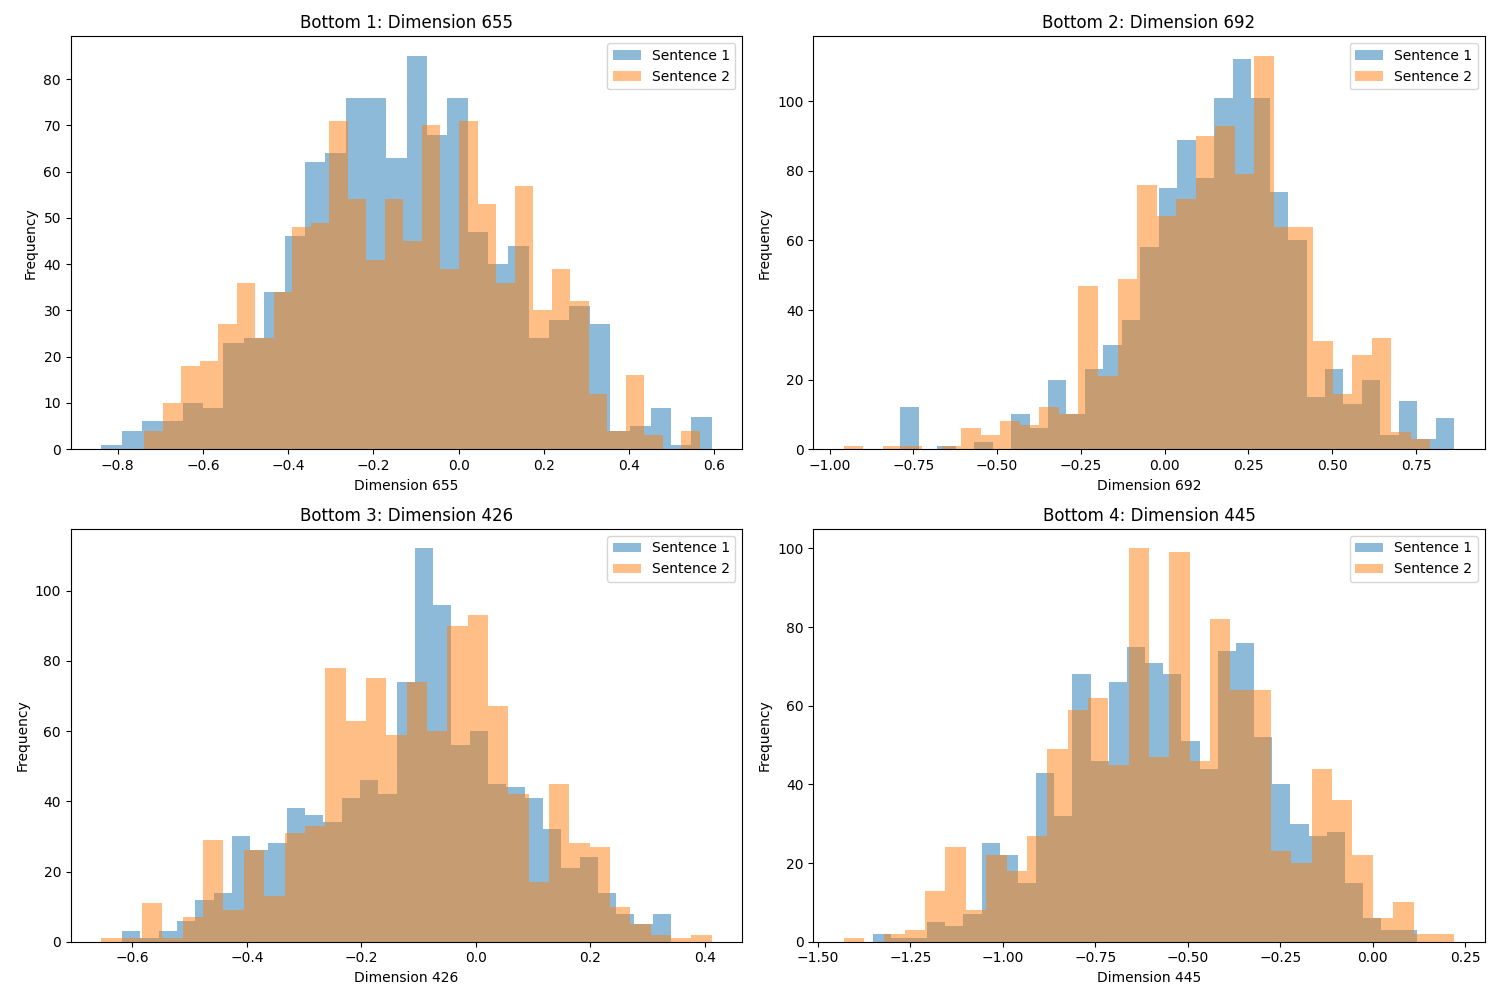 Bottom 1: Dimension 655
Sentence 1
Sentence 2
Frequency
80
70
60
50
40
30
20
10
0
−0.8
−0.6
−0.4
−0.2
0.0
0.2
0.4
0.6
Dimension 655
Bottom 2: Dimension 692
Sentence 1
Sentence 2
Frequency
100
80
60
40
20
0
−1.00
−0.75
−0.50
−0.25
0.00
0.25
0.50
0.75
Dimension 692
Bottom 3: Dimension 426
Sentence 1
Sentence 2
Frequency
100
80
60
40
20
0
−0.6
−0.4
−0.2
0.0
0.2
0.4
Dimension 426
Bottom 4: Dimension 445
Sentence 1
Sentence 2
Frequency
100
80
60
40
20
0
−1.50
−1.25
−1.00
−0.75
−0.50
−0.25
0.00
0.25
Dimension 445